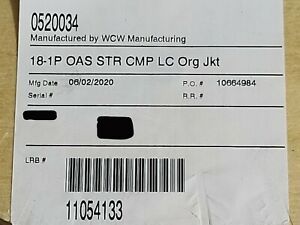 0520034
Manufactured by WCW Manufacturing
18-1P OAS STR CMP LC Org Jkt
Mfg Date 06/02/2020 P.O. # 10664984
Serial # R.R. #
LRB #
11054133